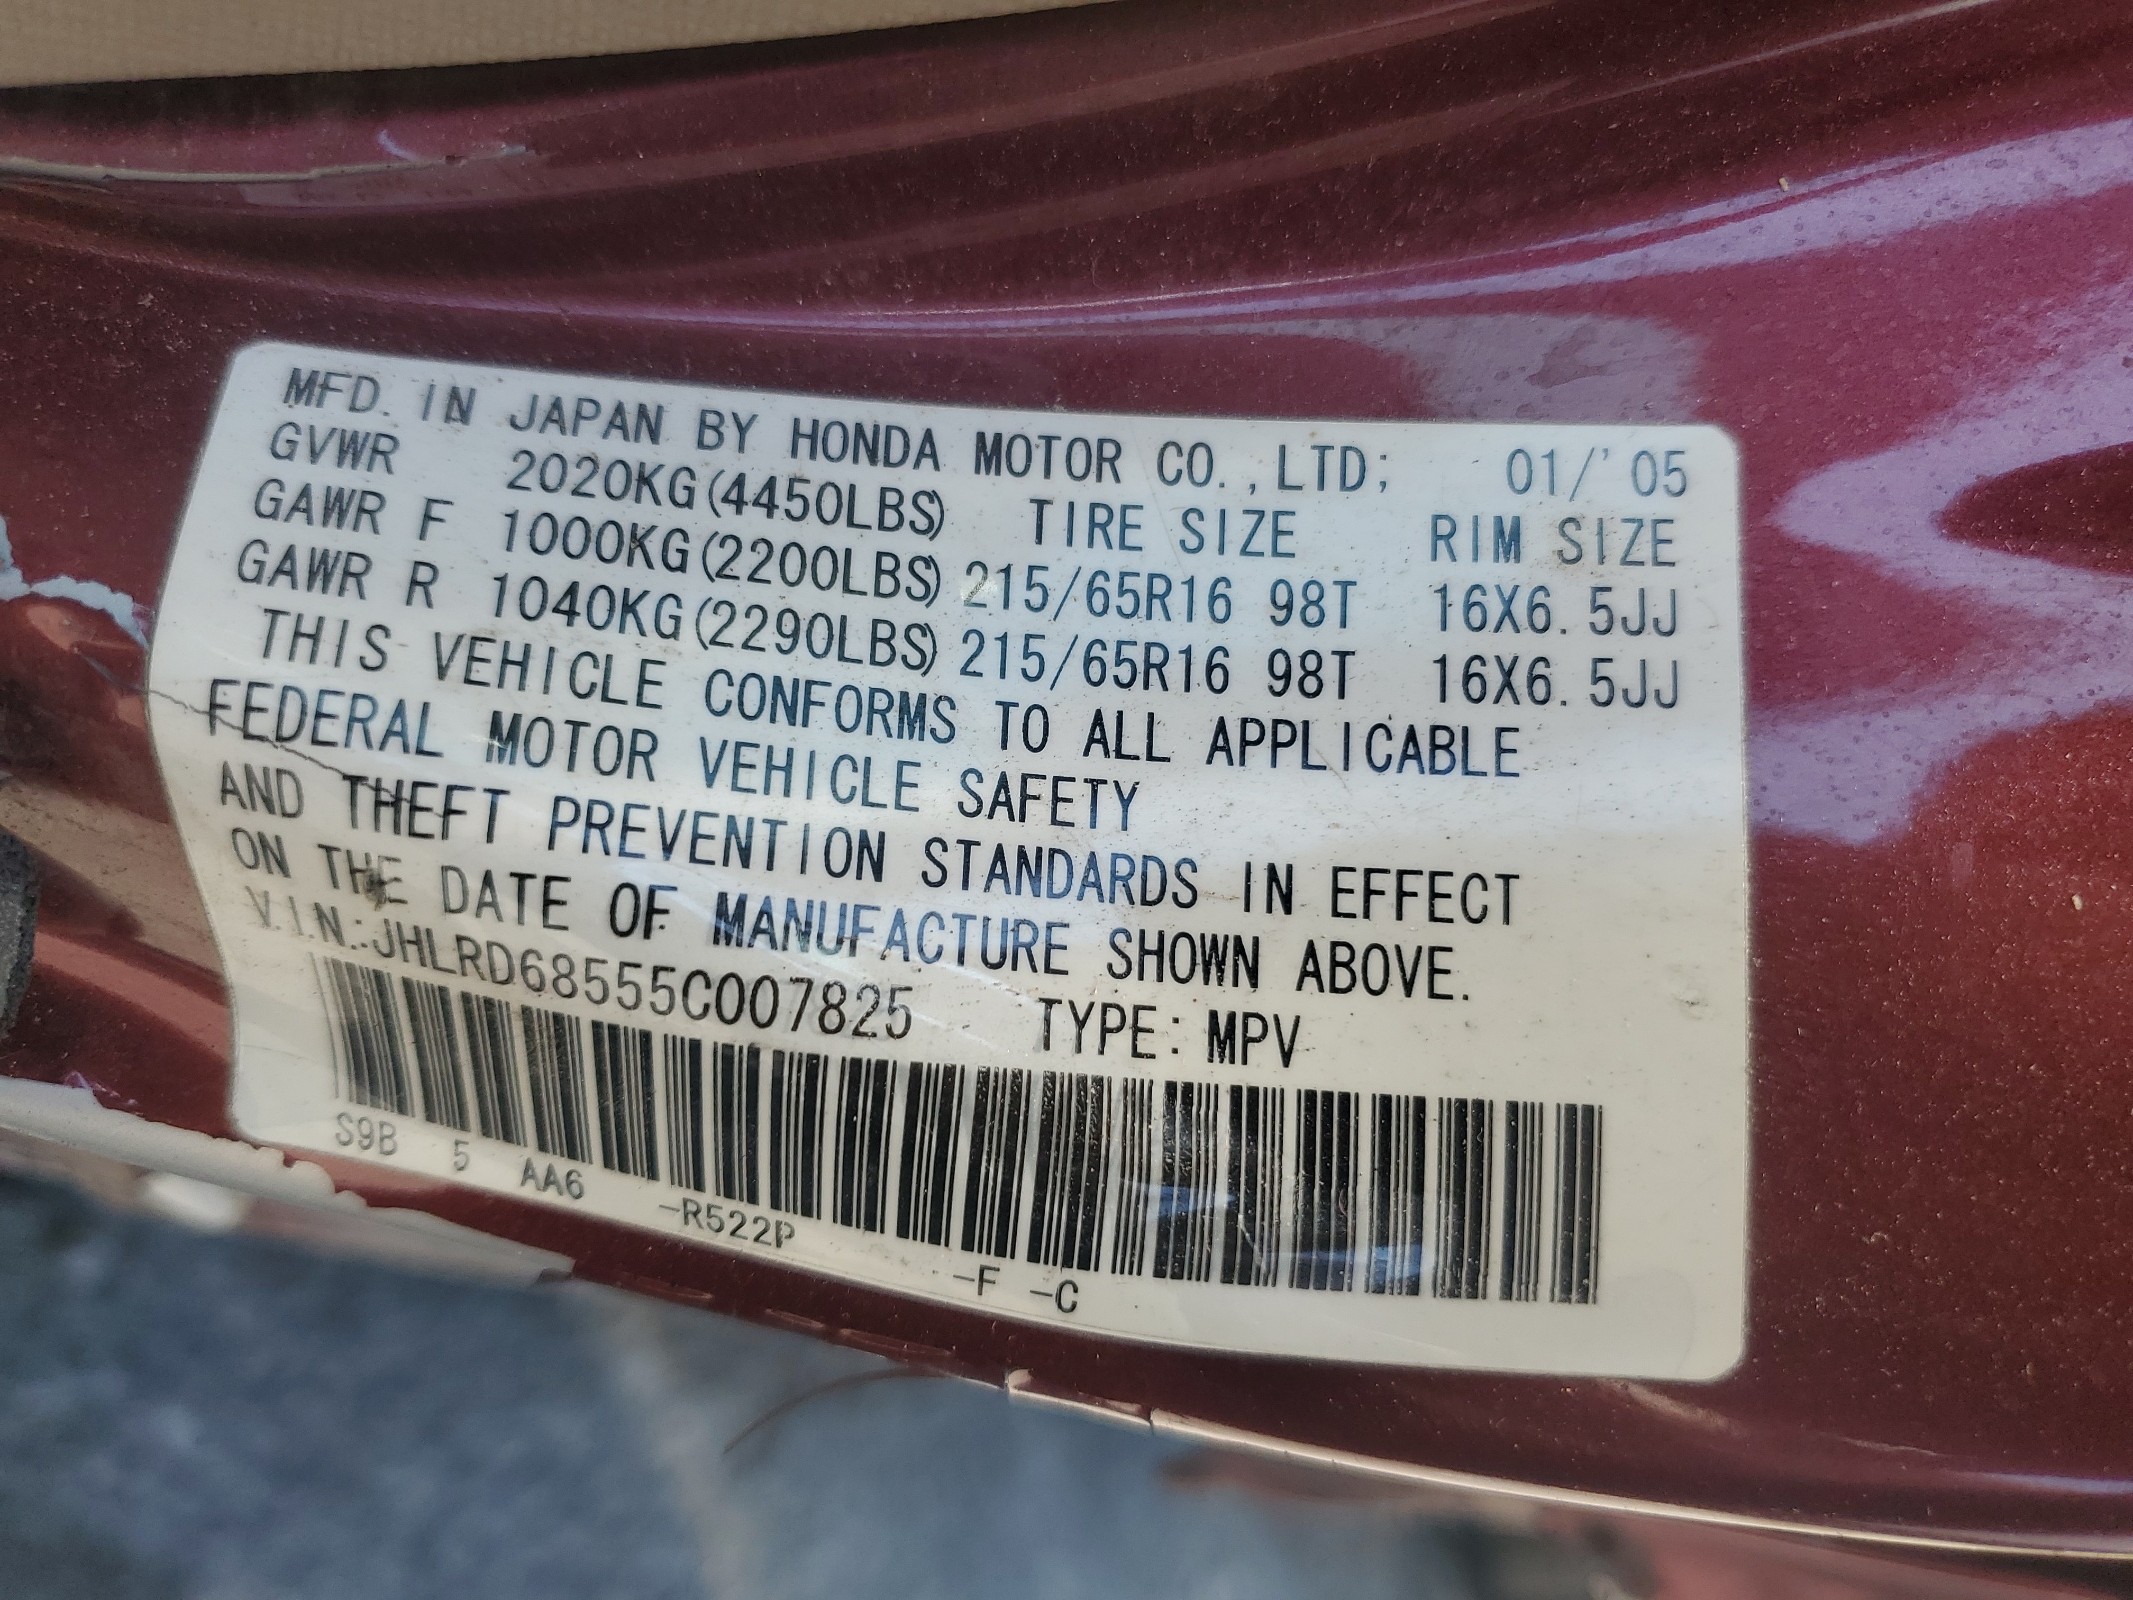 MFD. IN JAPAN BY HONDA MOTOR CO., LTD; 01/'05
GVWR 2020KG(4450LBS) TIRE SIZE RIM SIZE
GAWR F 1000KG(2200LBS) 215/65R16 98T 16X6.5JJ
GAWR R 1040KG(2290LBS) 215/65R16 98T 16X6.5JJ
THIS VEHICLE CONFORMS TO ALL APPLICABLE
FEDERAL MOTOR VEHICLE SAFETY
AND THEFT PREVENTION STANDARDS IN EFFECT
ON THE DATE OF MANUFACTURE SHOWN ABOVE.
V.I.N.:JHLRD68555C007825 TYPE: MPV
S9B 5 AA6 -R522P -F -C